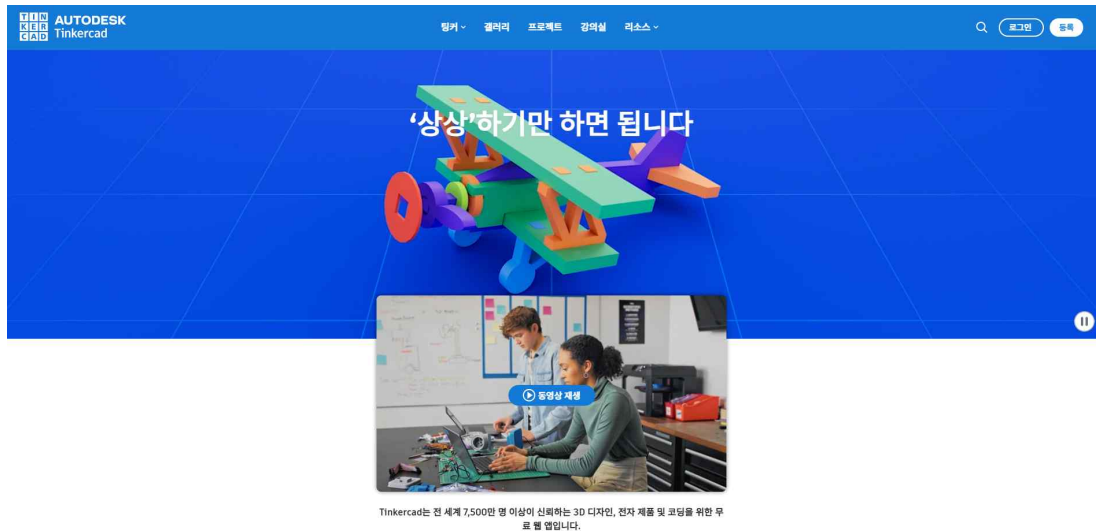 TIN
KER
CAD
AUTODESK
Tinkercad
팅커
갤러리
프로젝트
강의실
리소스
로그인
등록
‘상상’하기만 하면 됩니다
동영상 재생
Tinkercad는 전 세계 7,500만 명 이상이 신뢰하는 3D 디자인, 전자 제품 및 코딩을 위한 무
료 웹 앱입니다.